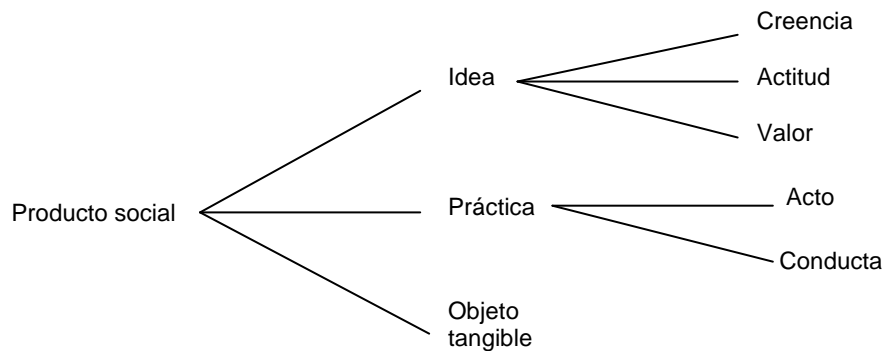 Creencia
Idea
Actitud
Valor
Producto social
Práctica
Acto
Conducta
Objeto
tangible